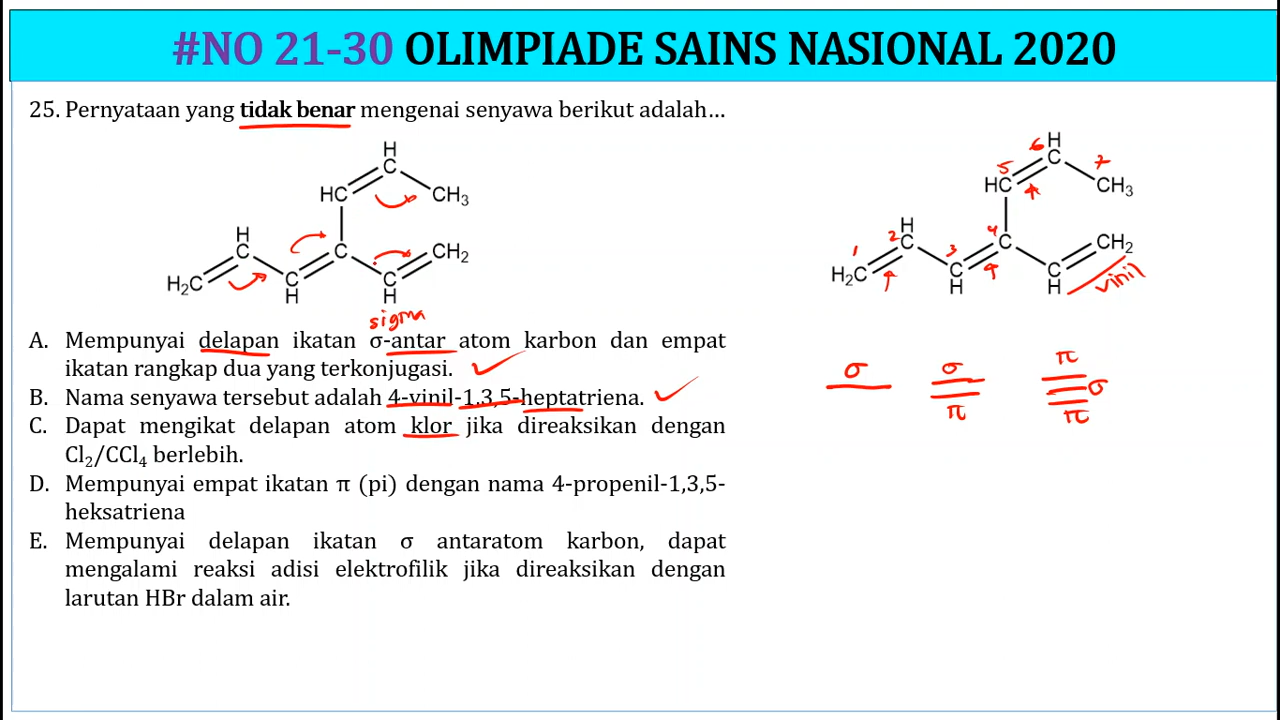 #NO 21-30 OLIMPIADE SAINS NASIONAL 2020
25. Pernyataan yang tidak benar mengenai senyawa berikut adalah...
H
C
HC
CH₃
H
C
C
CH₂
H₂C
C
H
C
H
sigma
A. Mempunyai delapan ikatan σ-antar atom karbon dan empat
ikatan rangkap dua yang terkonjugasi.
B. Nama senyawa tersebut adalah 4-vinil-1,3,5-heptatriena.
C. Dapat mengikat delapan atom klor jika direaksikan dengan
Cl₂/CCl₄ berlebih.
D. Mempunyai empat ikatan π (pi) dengan nama 4-propenil-1,3,5-
heksatriena
E. Mempunyai delapan ikatan σ antaratom karbon, dapat
mengalami reaksi adisi elektrofilik jika direaksikan dengan
larutan HBr dalam air.
6 H
C
5
7
HC
CH₃
H
1
2 C
3
4
C
CH₂
H₂C
C
H
C
H
vinil
σ
σ
π
π
σ
π